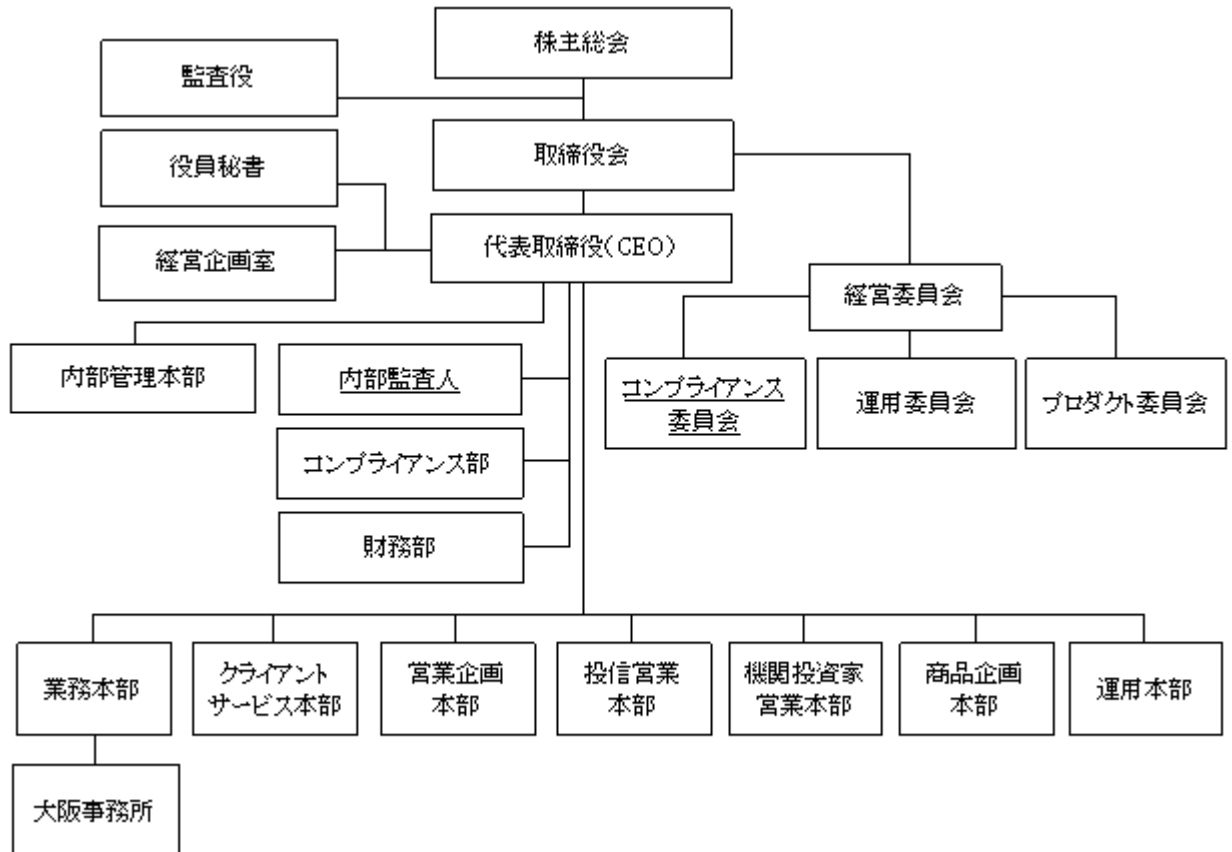 株主総会
監査役
取締役会
役員秘書
代表取締役(CEO)
経営企画室
経営委員会
内部管理本部
内部監査人
コンプライアンス
委員会
運用委員会
プロダクト委員会
コンプライアンス部
財務部
業務本部
クライアント
サービス本部
営業企画
本部
投信営業
本部
機関投資家
営業本部
商品企画
本部
運用本部
大阪事務所